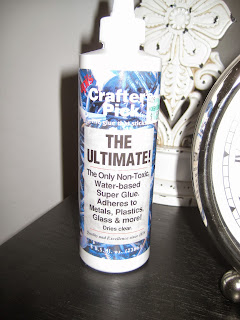 Crafter's
Pick
THE
ULTIMATE!
The Only Non-Toxic,
Water-based
Super Glue.
Adheres to
Metals, Plastics,
Glass & more!
Dries clear.